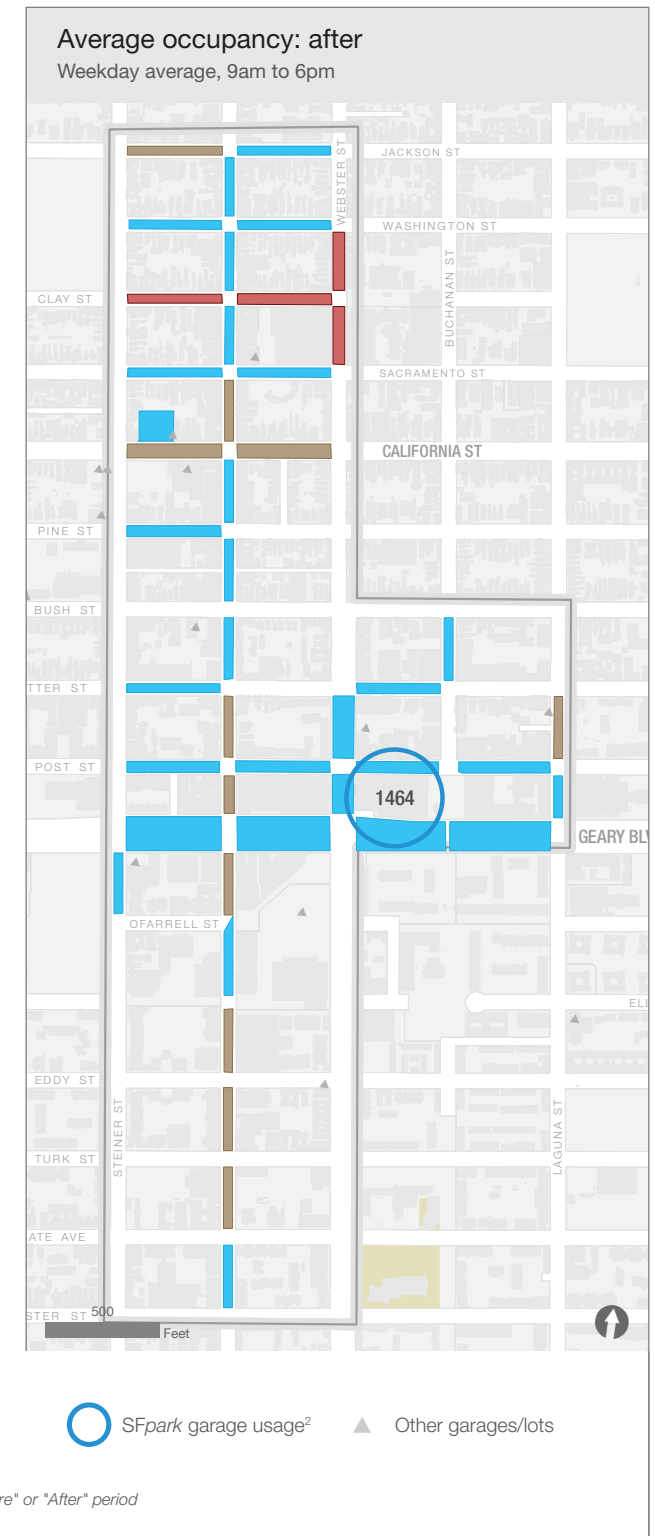 Average occupancy: after
Weekday average, 9am to 6pm
JACKSON ST
WEBSTER ST
WASHINGTON ST
BUCHANAN ST
CLAY ST
SACRAMENTO ST
CALIFORNIA ST
PINE ST
BUSH ST
TTER ST
POST ST
1464
GEARY BLV
OFARRELL ST
ELL
EDDY ST
STEINER ST
LAGUNA ST
TURK ST
ATE AVE
STER ST
500
Feet
SFpark garage usage²
Other garages/lots
re" or "After" period